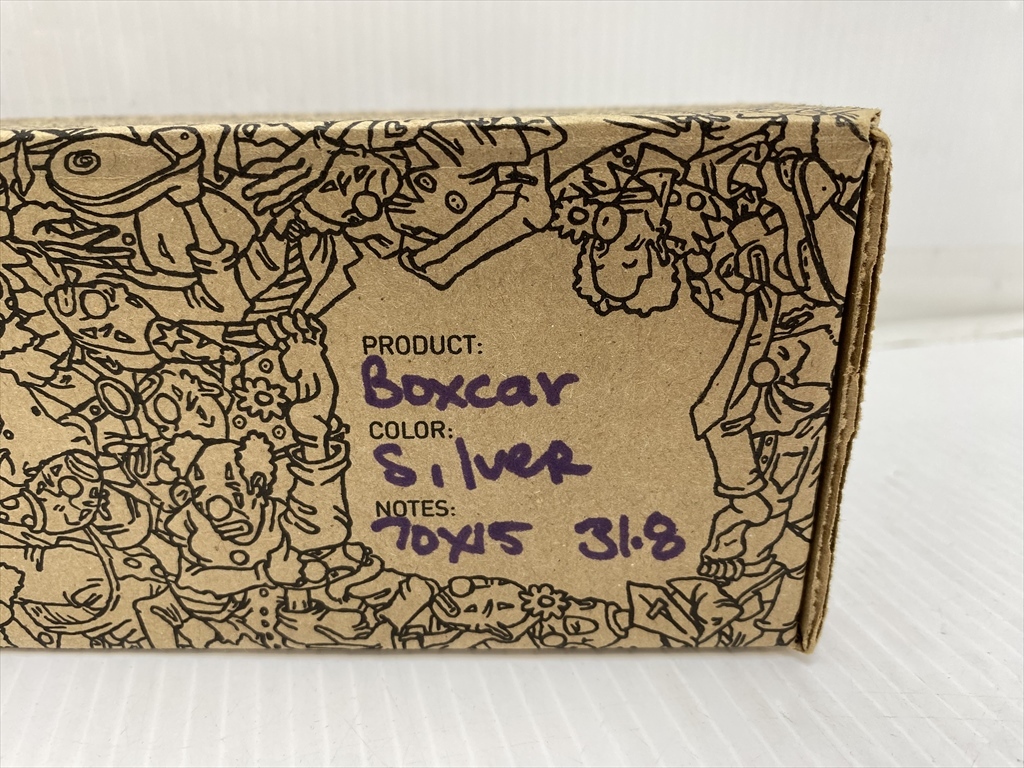 PRODUCT:
Boxcar
COLOR:
Silver
NOTES:
70x15 31.8